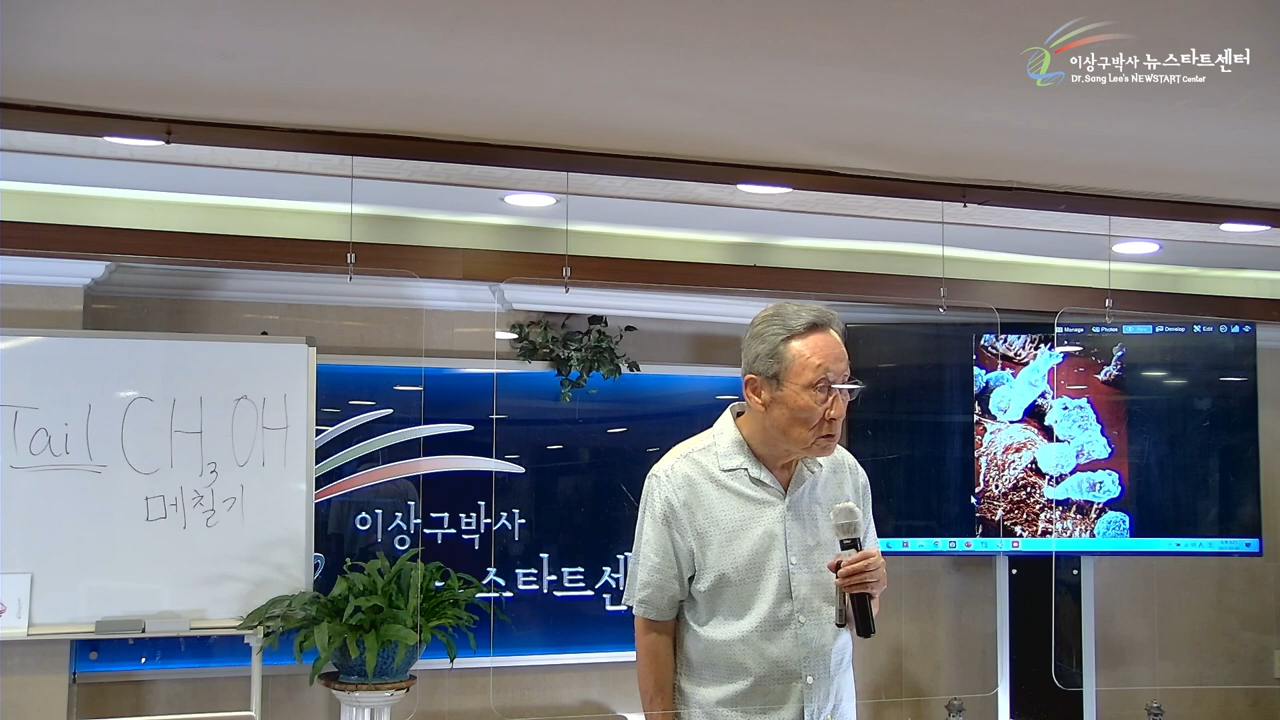 이상구박사 뉴스타트센터
Dr. Sang Lee's NEWSTART Center
Tail CH₃OH
메칠기
이상구박사
스타트센
Manage Photos Develop Edit